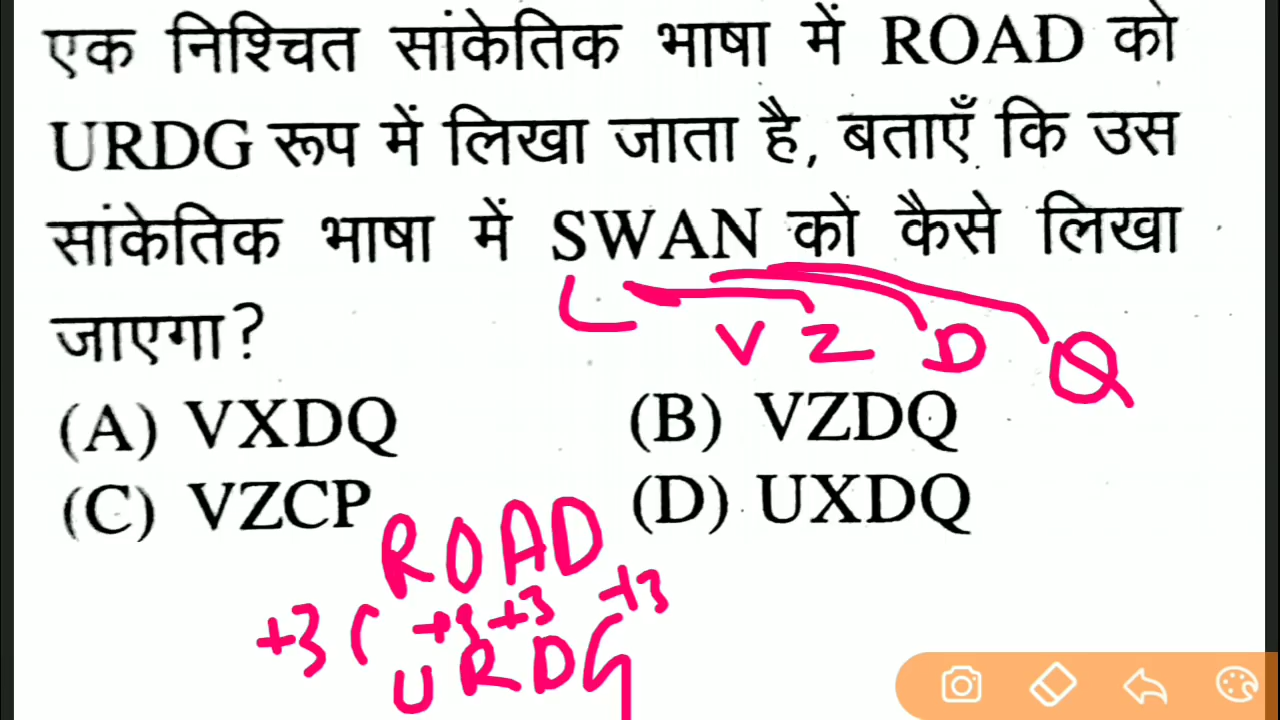 एक निश्चित सांकेतिक भाषा में ROAD को
URDG रूप में लिखा जाता है, बताएँ कि उस
सांकेतिक भाषा में SWAN को कैसे लिखा
जाएगा?
V Z D Q
(A) VXDQ (B) VZDQ
(C) VZCP (D) UXDQ
ROAD
+3 +3 +3 +3
URDG